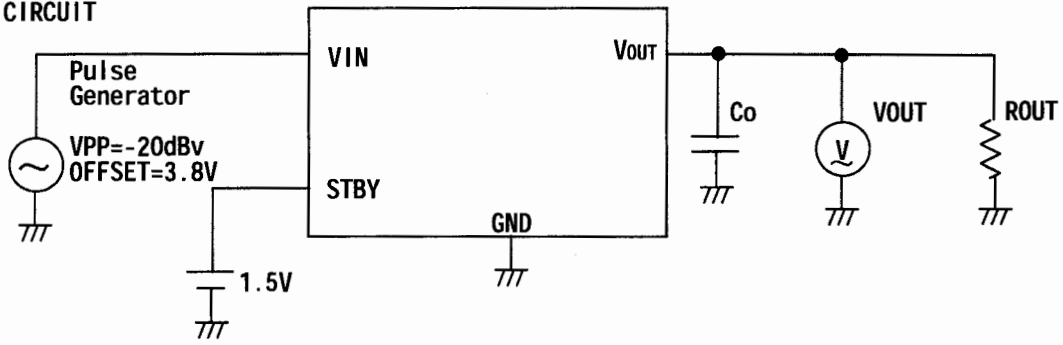 CIRCUIT
Pulse
Generator
VPP=-20dBv
OFFSET=3.8V
VIN
STBY
1.5V
GND
VOUT
Co
V
VOUT
ROUT